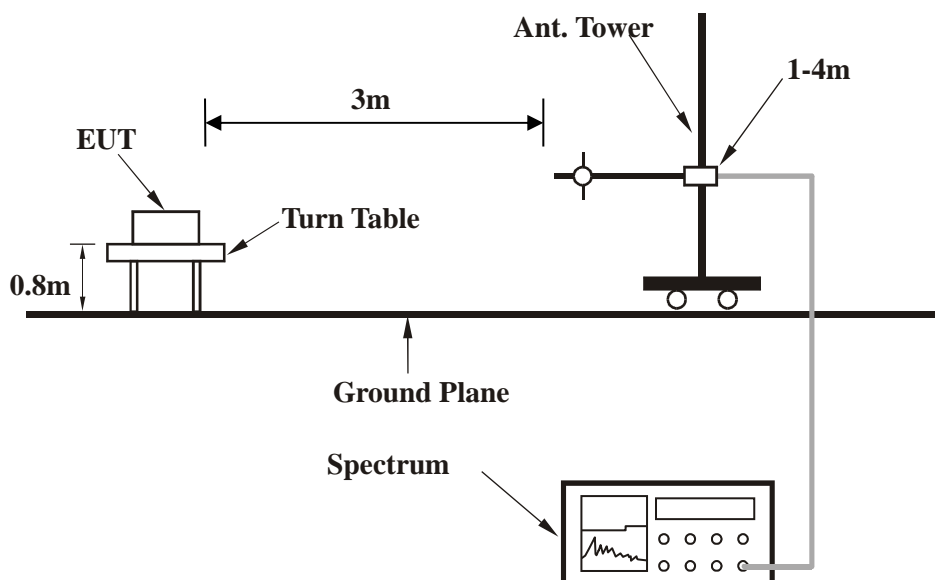 Ant. Tower
1-4m
3m
EUT
Turn Table
0.8m
Ground Plane
Spectrum